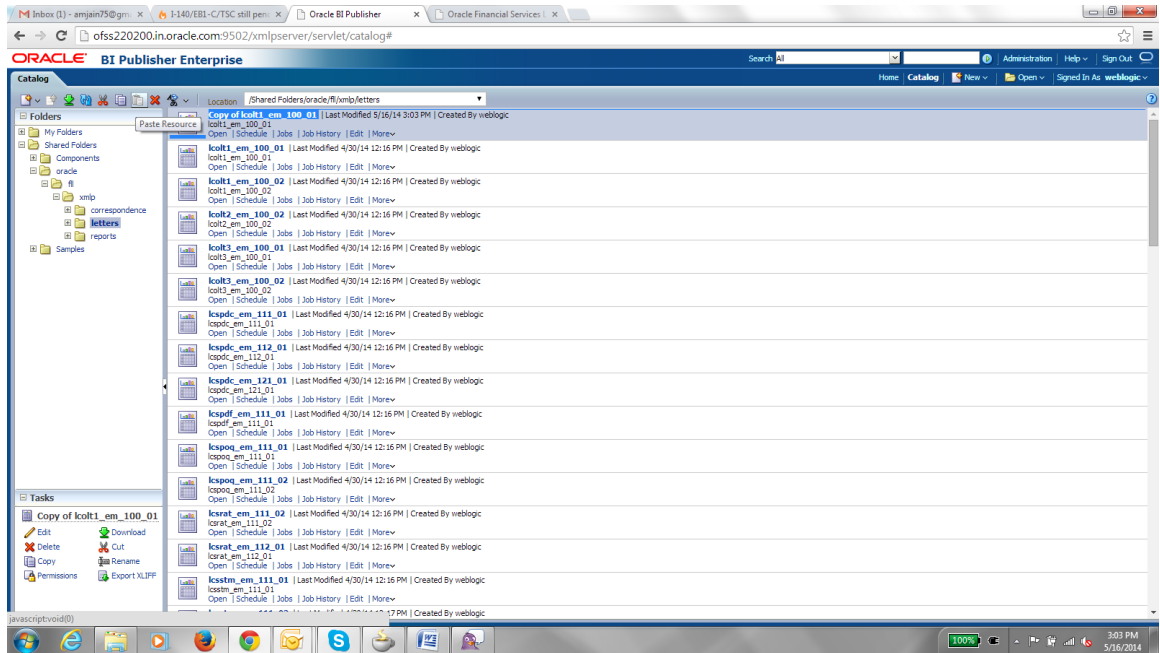 Inbox (1) - amjain75@gm
I-140/EB1-C/TSC still pen
Oracle BI Publisher
Oracle Financial Services L
ofss220200.in.oracle.com:9502/xmlpserver/servlet/catalog#
ORACLE BI Publisher Enterprise
Search All
Administration | Help | Sign Out
Catalog
Home | Catalog | New | Open | Signed In As weblogic
Location /Shared Folders/oracle/fl/xmlp/letters
Folders
Paste Resource
My Folders
Shared Folders
Components
oracle
fl
xmlp
correspondence
letters
reports
Samples
Copy of lcolt1_em_100_01 | Last Modified 5/16/14 3:03 PM | Created By weblogic
lcolt1_em_100_01
Open | Schedule | Jobs | Job History | Edit | More
lcolt1_em_100_01 | Last Modified 4/30/14 12:16 PM | Created By weblogic
lcolt1_em_100_01
Open | Schedule | Jobs | Job History | Edit | More
lcolt1_em_100_02 | Last Modified 4/30/14 12:16 PM | Created By weblogic
lcolt1_em_100_02
Open | Schedule | Jobs | Job History | Edit | More
lcolt2_em_100_02 | Last Modified 4/30/14 12:16 PM | Created By weblogic
lcolt2_em_100_02
Open | Schedule | Jobs | Job History | Edit | More
lcolt3_em_100_01 | Last Modified 4/30/14 12:16 PM | Created By weblogic
lcolt3_em_100_01
Open | Schedule | Jobs | Job History | Edit | More
lcolt3_em_100_02 | Last Modified 4/30/14 12:16 PM | Created By weblogic
lcolt3_em_100_02
Open | Schedule | Jobs | Job History | Edit | More
lcspdc_em_111_01 | Last Modified 4/30/14 12:16 PM | Created By weblogic
lcspdc_em_111_01
Open | Schedule | Jobs | Job History | Edit | More
lcspdc_em_112_01 | Last Modified 4/30/14 12:16 PM | Created By weblogic
lcspdc_em_112_01
Open | Schedule | Jobs | Job History | Edit | More
lcspdc_em_121_01 | Last Modified 4/30/14 12:16 PM | Created By weblogic
lcspdc_em_121_01
Open | Schedule | Jobs | Job History | Edit | More
lcspdf_em_111_01 | Last Modified 4/30/14 12:16 PM | Created By weblogic
lcspdf_em_111_01
Open | Schedule | Jobs | Job History | Edit | More
lcspoq_em_111_01 | Last Modified 4/30/14 12:16 PM | Created By weblogic
lcspoq_em_111_01
Open | Schedule | Jobs | Job History | Edit | More
lcspoq_em_111_02 | Last Modified 4/30/14 12:16 PM | Created By weblogic
lcspoq_em_111_02
Open | Schedule | Jobs | Job History | Edit | More
lcsrat_em_111_02 | Last Modified 4/30/14 12:16 PM | Created By weblogic
lcsrat_em_111_02
Open | Schedule | Jobs | Job History | Edit | More
lcsrat_em_112_01 | Last Modified 4/30/14 12:16 PM | Created By weblogic
lcsrat_em_112_01
Open | Schedule | Jobs | Job History | Edit | More
lcsstm_em_111_01 | Last Modified 4/30/14 12:16 PM | Created By weblogic
lcsstm_em_111_01
Open | Schedule | Jobs | Job History | Edit | More
PM | Created By weblogic
Tasks
Copy of lcolt1_em_100_01
Edit Download
Delete Cut
Copy Rename
Permissions Export XLIFF
javascript:void(0)
100%
3:03 PM
5/16/2014